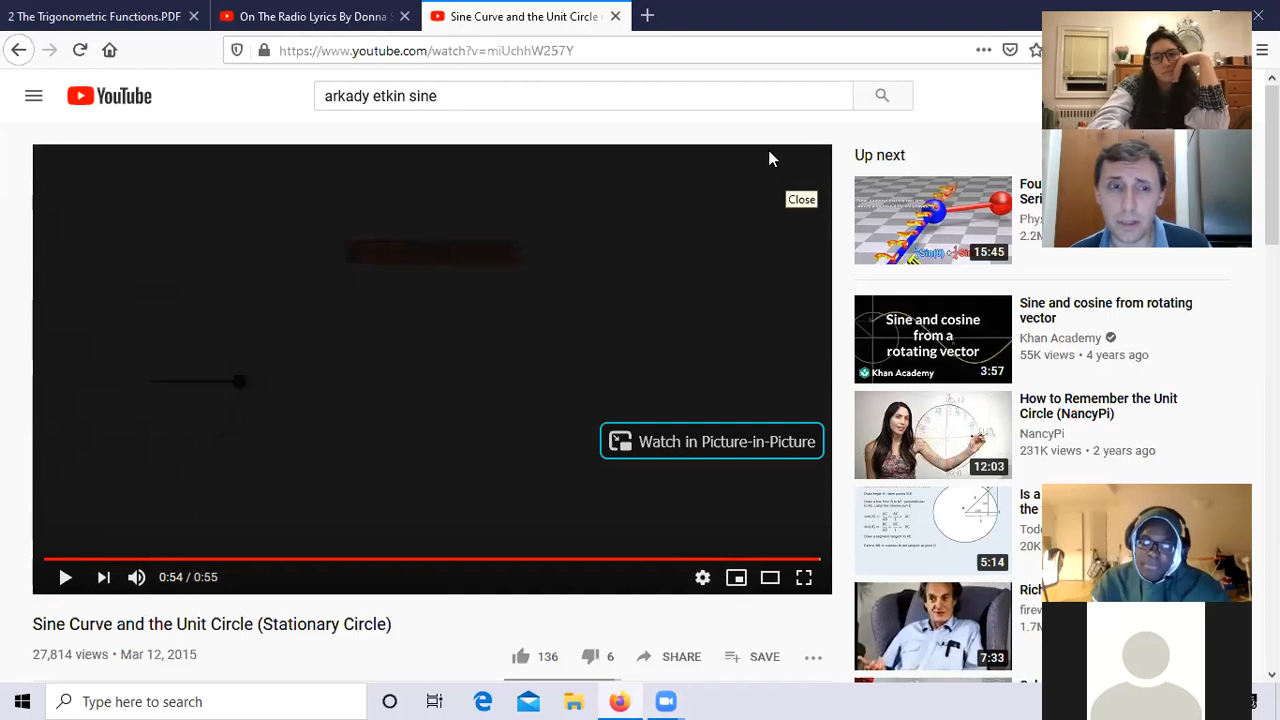 2 The Trigonometric Functions.PDF
On The Radio Lyrics By Donna S
Sine Curve and the Unit Circle
https://www.youtube.com/watch?v=miUchhW257Y
YouTube
arkady etkin sine
Up next
Close
15:45
2.2M
Sine and cosine from a rotating vector
Khan Academy
3:57
Sine and cosine from rotating
vector
Khan Academy
55K views • 4 years ago
12:03
How to Remember the Unit
Circle (NancyPi)
NancyPi
231K views • 2 years ago
Watch in Picture-in-Picture
5:14
Is a
the
20K
0:54 / 0:55
7:33
Sine Curve and the Unit Circle (Stationary Circle)
27,814 views • Mar 12, 2015
136
6
SHARE
SAVE
Type here to search